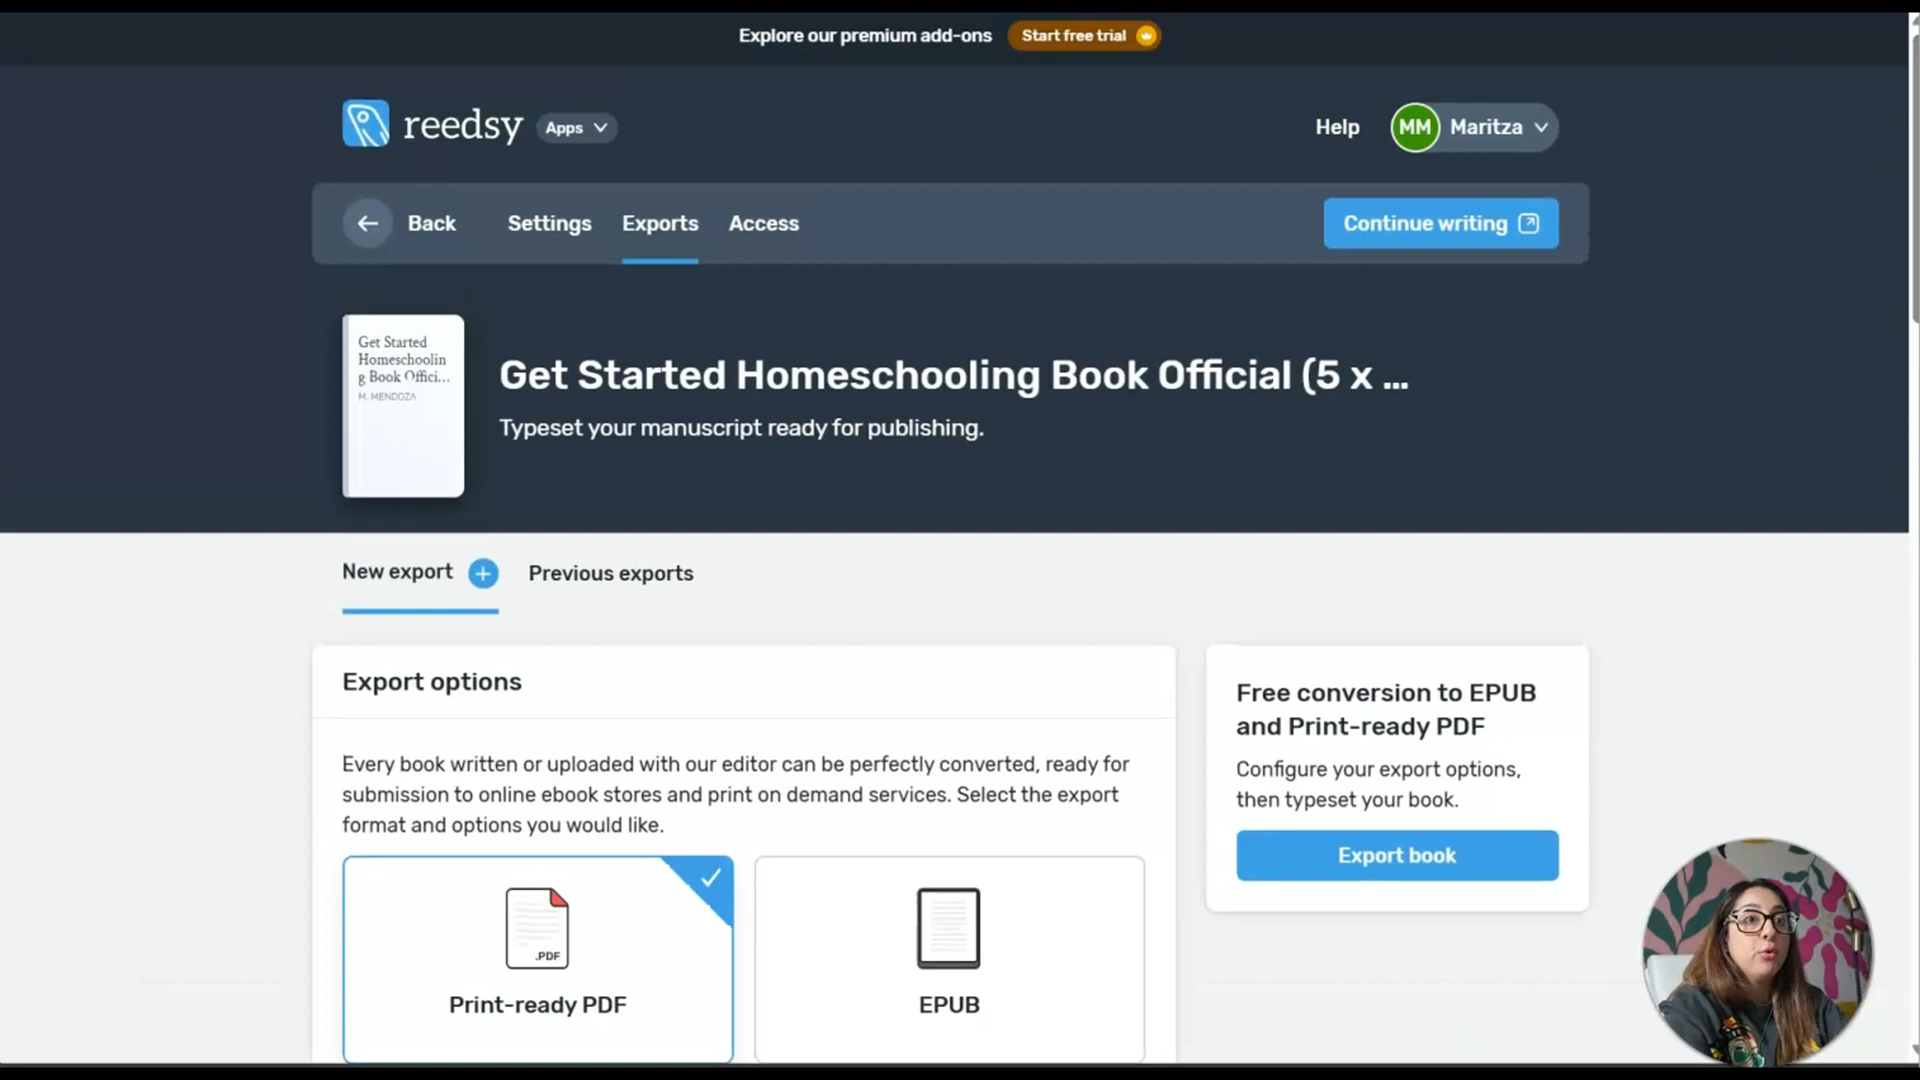 Explore our premium add-ons Start free trial
reedsy Apps Help MM Maritza
Back Settings Exports Access Continue writing
Get Started
Homeschoolin
g Book Offici...
M. MENDOZA
Get Started Homeschooling Book Official (5 x ...
Typeset your manuscript ready for publishing.
New export Previous exports
Export options
Every book written or uploaded with our editor can be perfectly converted, ready for
submission to online ebook stores and print on demand services. Select the export
format and options you would like.
.PDF
Print-ready PDF
EPUB
Free conversion to EPUB
and Print-ready PDF
Configure your export options,
then typeset your book.
Export book